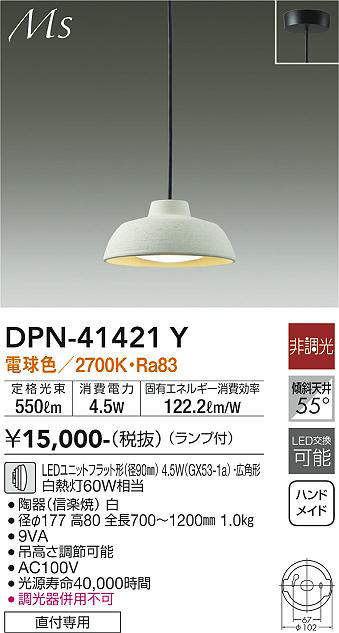 Ms
DPN-41421 Y
電球色／2700K・Ra83
非調光
定格光束 消費電力 固有エネルギー消費効率
550ℓm 4.5W 122.2ℓm/W
傾斜天井
55°
¥15,000-(税抜)(ランプ付)
LED交換
可能
LEDユニットフラット形(径90mm) 4.5W(GX53-1a)・広角形
白熱灯60W相当
ハンド
メイド
●陶器(信楽焼) 白
●径φ177 高80 全長700〜1200mm 1.0kg
●9VA
●吊高さ調節可能
●AC100V
●光源寿命40,000時間
●調光器併用不可
直付専用
67
φ102